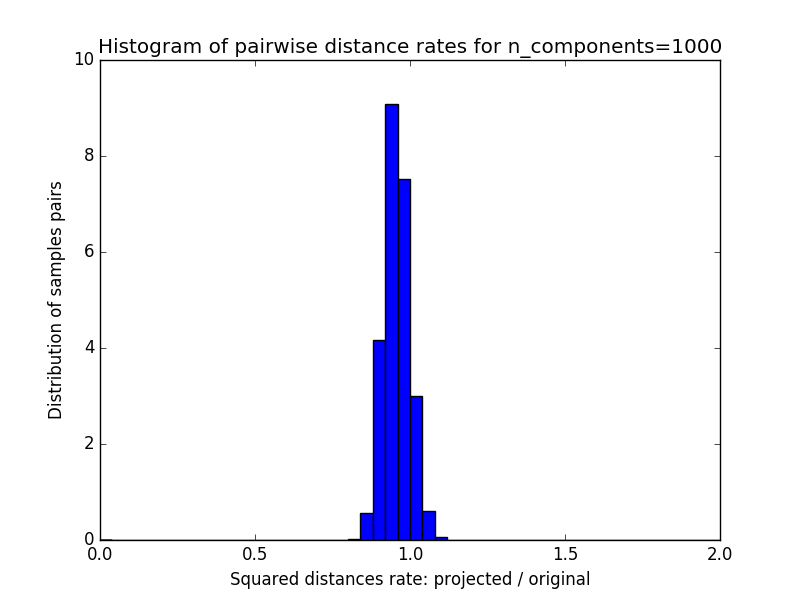 Histogram of pairwise distance rates for n_components=1000
10
8
6
4
2
0
Distribution of samples pairs
0.0 0.5 1.0 1.5 2.0
Squared distances rate: projected / original